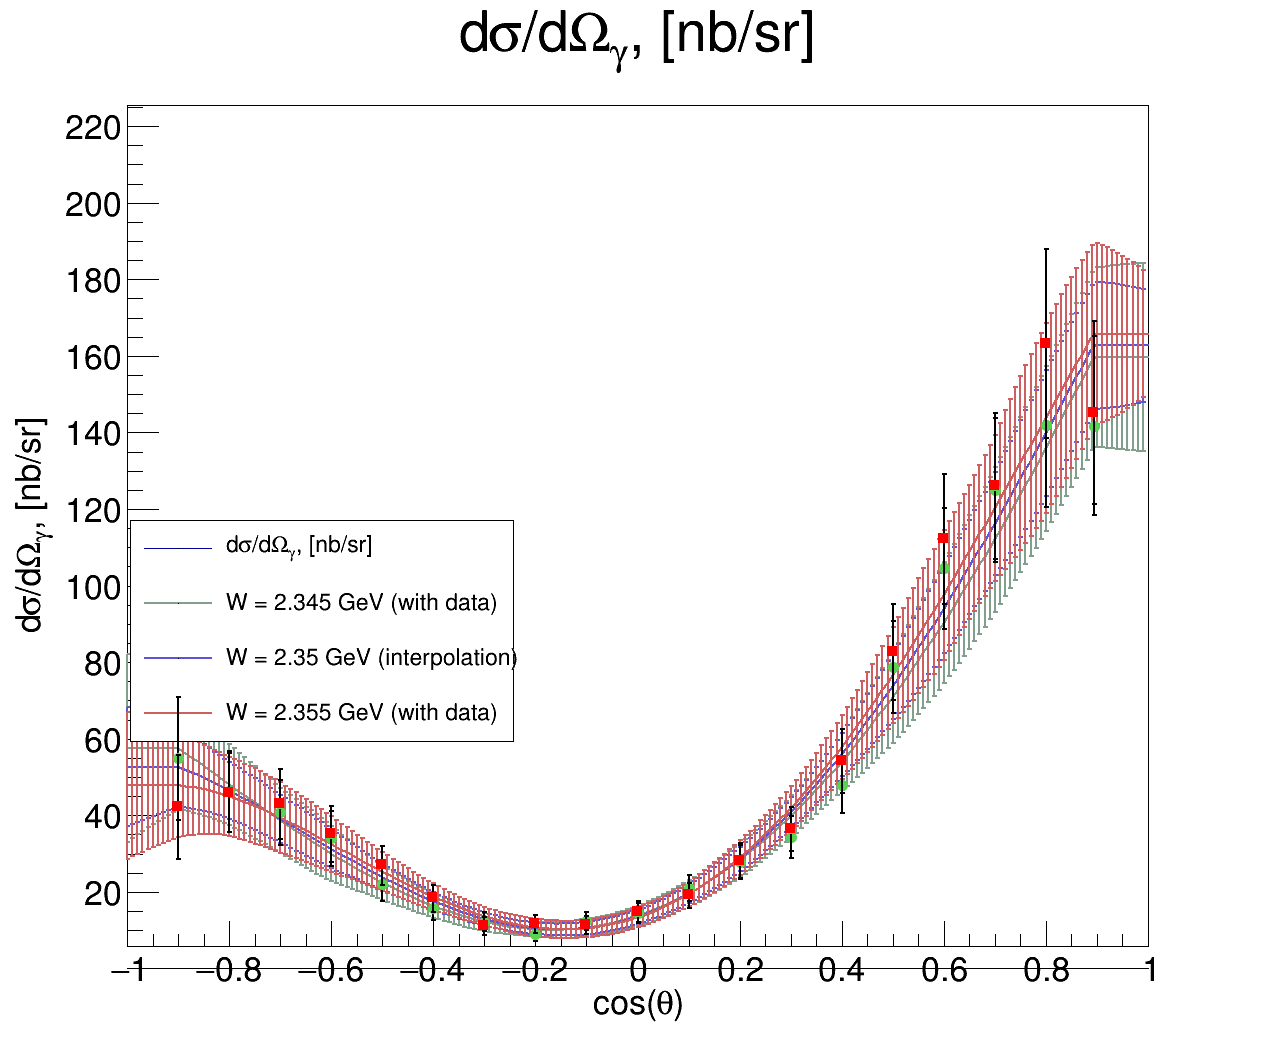 dσ/dΩγ, [nb/sr]
220
200
180
160
140
120
100
80
60
40
20
dσ/dΩγ, [nb/sr]
dσ/dΩγ, [nb/sr]
W = 2.345 GeV (with data)
W = 2.35 GeV (interpolation)
W = 2.355 GeV (with data)
−1 −0.8 −0.6 −0.4 −0.2 0 0.2 0.4 0.6 0.8 1
cos(θ)